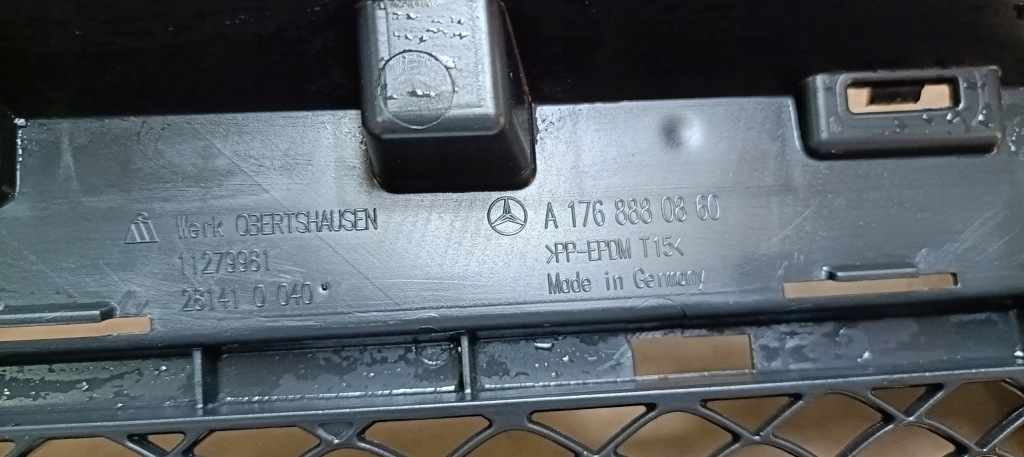 Werk OBERTSHAUSEN
11279981
28141 0 040
A 176 888 08 60
>PP-EPDM T15<
Made in Germany